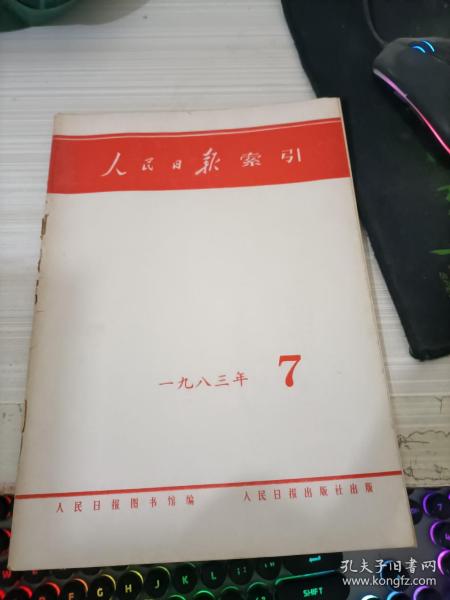 人民日报索引
一九八三年 7
人民日报图书馆编 人民日报出版社出版
SHIFT
孔夫子旧书网
www.kongfz.com